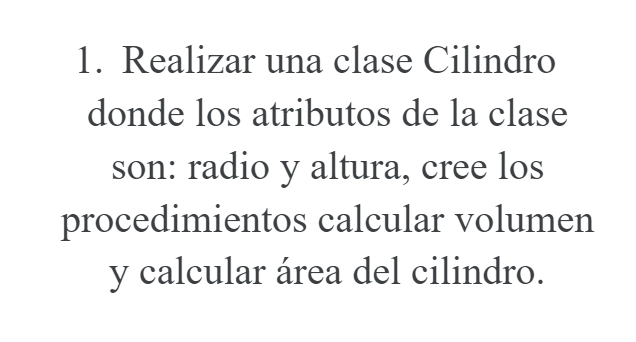 1. Realizar una clase Cilindro
donde los atributos de la clase
son: radio y altura, cree los
procedimientos calcular volumen
y calcular área del cilindro.